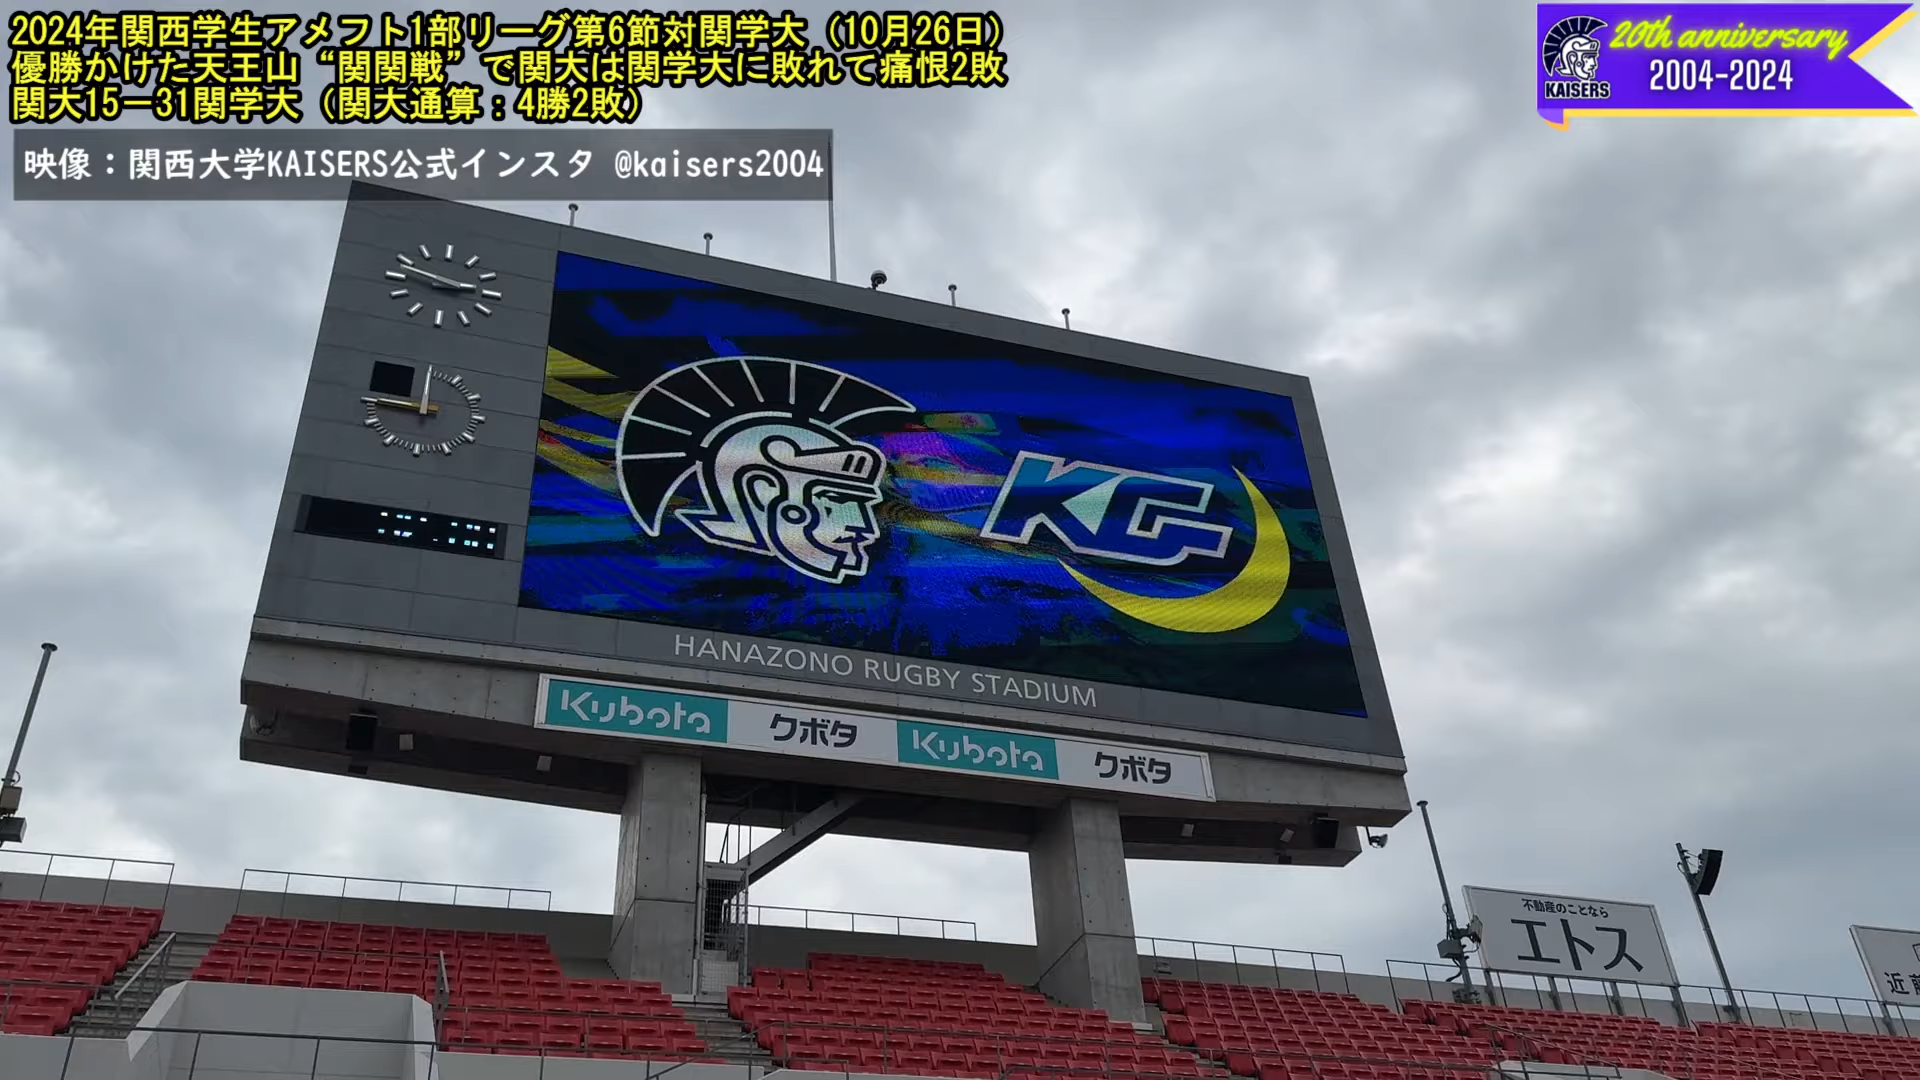 2024年関西学生アメフト1部リーグ第6節対関学大（10月26日）
優勝かけた天王山“関関戦”で関大は関学大に敗れて痛恨2敗
関大15－31関学大（関大通算：4勝2敗）
映像：関西大学KAISERS公式インスタ @kaisers2004
20th anniversary
2004-2024
KAISERS
KG
HANAZONO RUGBY STADIUM
Kubota クボタ Kubota クボタ
不動産のことなら
エトス
近